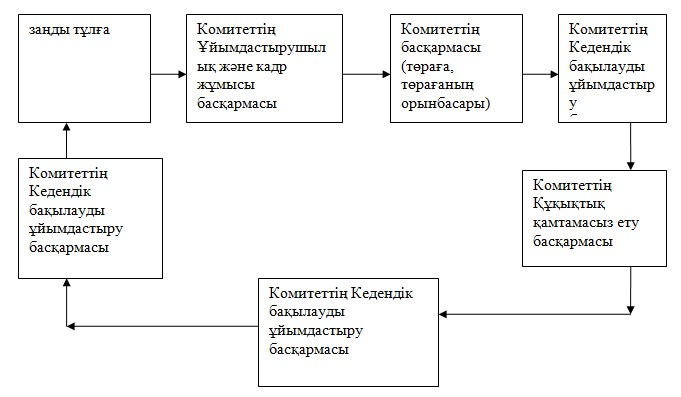 заңды тұлға
Комитеттің
Ұйымдастырушыл
ық және кадр
жұмысы
басқармасы
Комитеттің
басқармасы
(төраға,
төрағаның
орынбасары)
Комитеттің
Кедендік
бақылауды
ұйымдастыр
у
Комитеттің
Құқықтық
қамтамасыз ету
басқармасы
Комитеттің Кедендік
бақылауды
ұйымдастыру
басқармасы
Комитеттің
Кедендік
бақылауды
ұйымдастыру
басқармасы